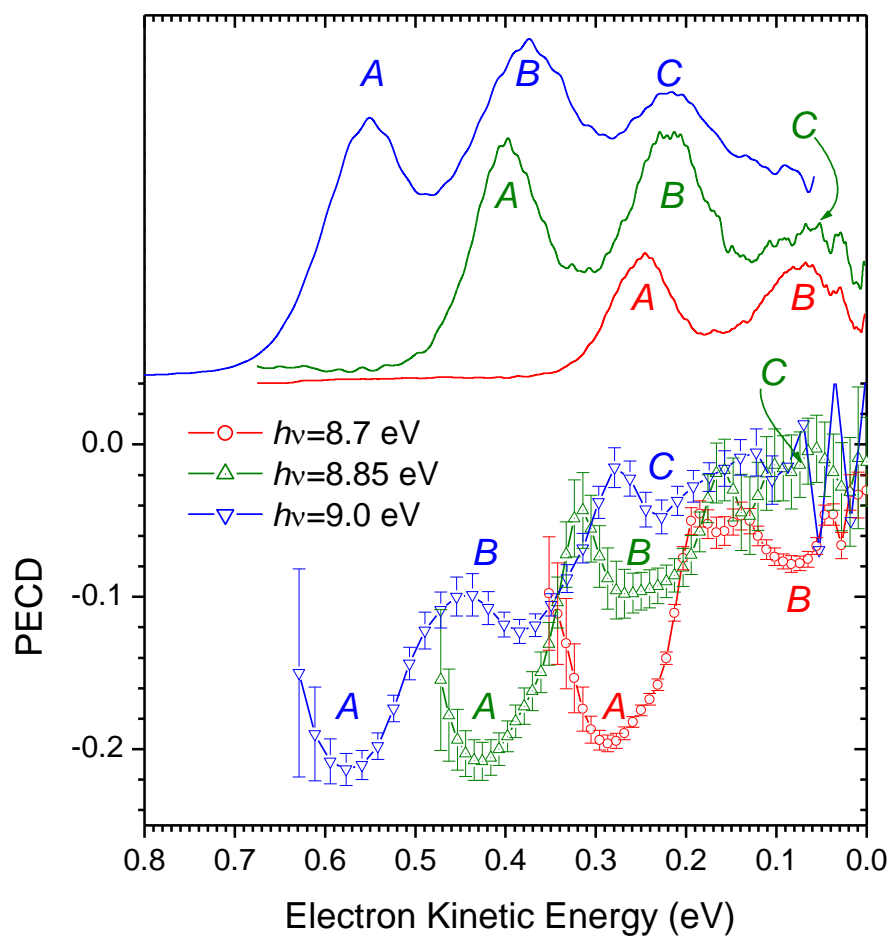 A
B
C
C
A
B
A
B
C
0.0
hν=8.7 eV
hν=8.85 eV
hν=9.0 eV
C
B
B
B
-0.1
PECD
A
A
A
-0.2
0.8
0.7
0.6
0.5
0.4
0.3
0.2
0.1
0.0
Electron Kinetic Energy (eV)